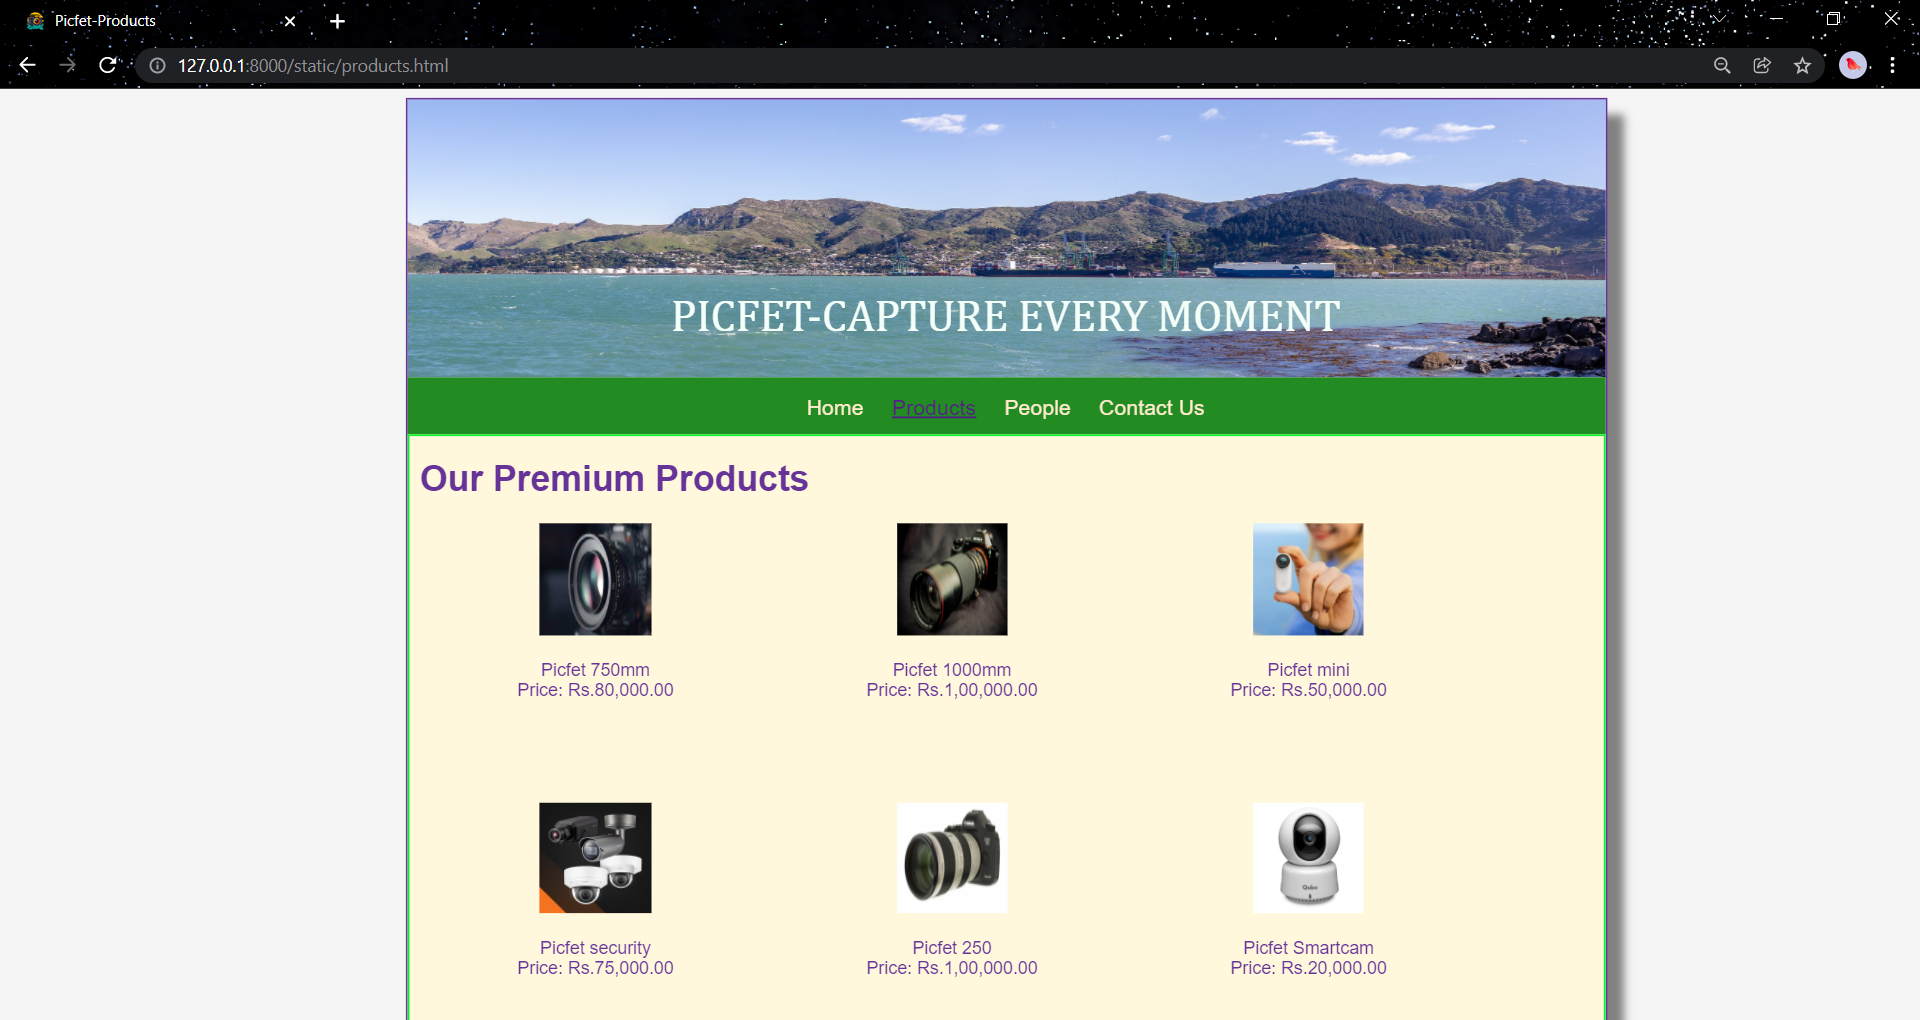 Picfet-Products
127.0.0.1:8000/static/products.html
PICFET-CAPTURE EVERY MOMENT
Home Products People Contact Us
Our Premium Products
Picfet 750mm
Price: Rs.80,000.00
Picfet 1000mm
Price: Rs.1,00,000.00
Picfet mini
Price: Rs.50,000.00
Qubo
Picfet security
Price: Rs.75,000.00
Picfet 250
Price: Rs.1,00,000.00
Picfet Smartcam
Price: Rs.20,000.00